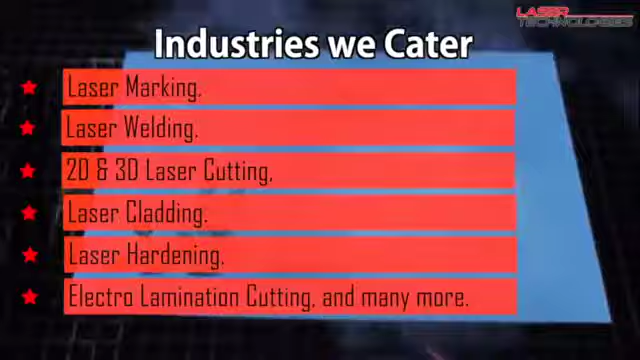 LASER
TECHNOLOGIES
Industries we Cater
Laser Marking.
Laser Welding.
2D & 3D Laser Cutting,
Laser Cladding.
Laser Hardening.
Electro Lamination Cutting, and many more.